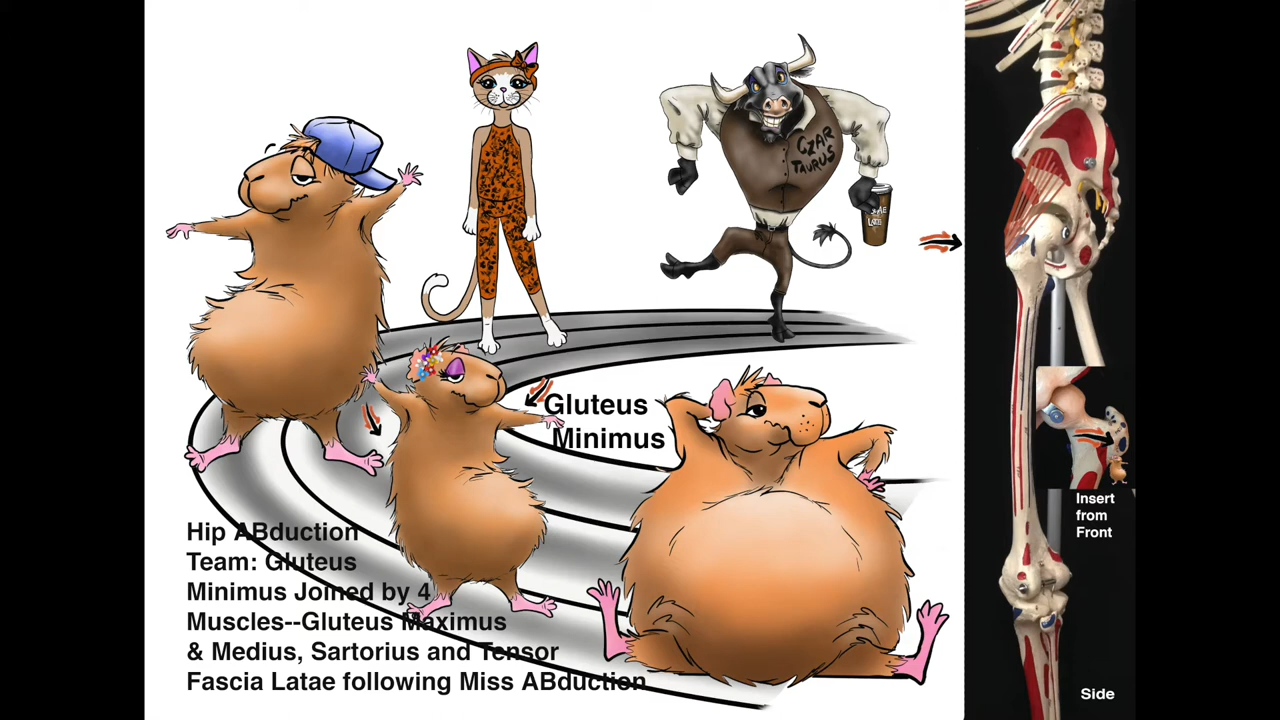 CZAR
TAURUS
LATE
Gluteus
Minimus
Hip ABduction
Team: Gluteus
Minimus Joined by 4
Muscles--Gluteus Maximus
& Medius, Sartorius and Tensor
Fascia Latae following Miss ABduction
Insert
from
Front
Side